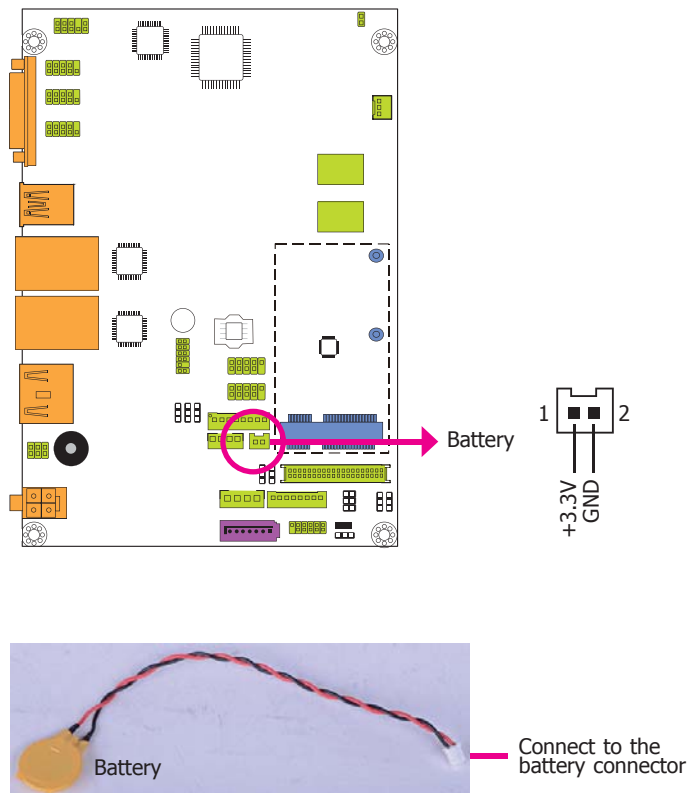 Battery
1
2
+3.3V
GND
Battery
Connect to the
battery connector